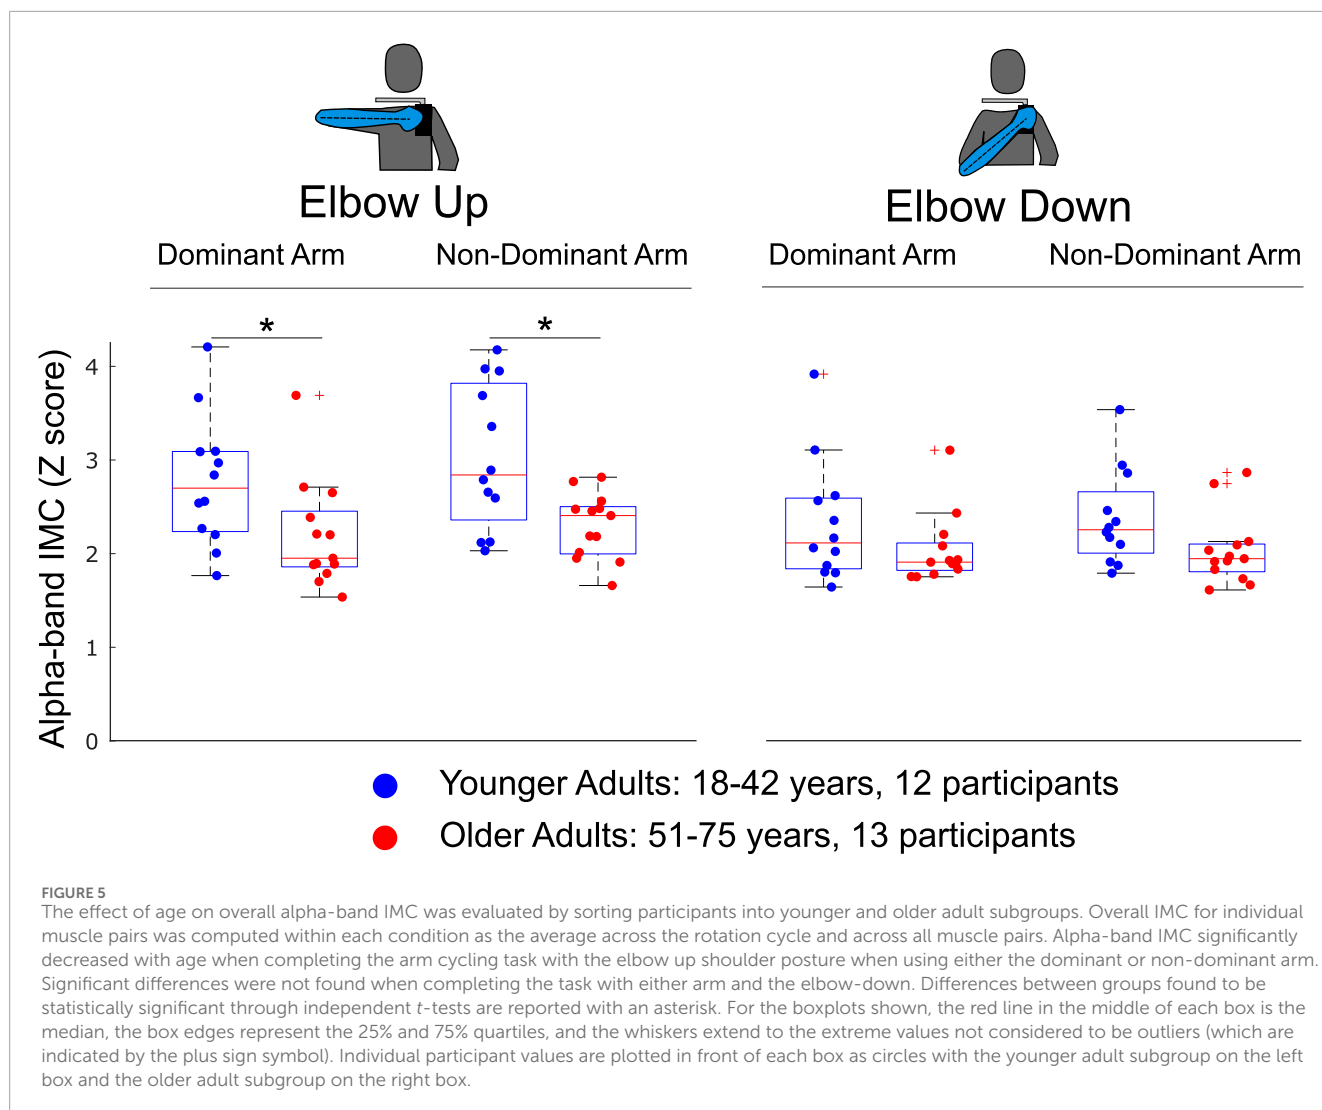 Elbow Up
Elbow Down
Dominant Arm
Non-Dominant Arm
Dominant Arm
Non-Dominant Arm
*
*
Alpha-band IMC (Z score)
4
3
2
1
0
Younger Adults: 18-42 years, 12 participants
Older Adults: 51-75 years, 13 participants
FIGURE 5
The effect of age on overall alpha-band IMC was evaluated by sorting participants into younger and older adult subgroups. Overall IMC for individual
muscle pairs was computed within each condition as the average across the rotation cycle and across all muscle pairs. Alpha-band IMC significantly
decreased with age when completing the arm cycling task with the elbow up shoulder posture when using either the dominant or non-dominant arm.
Significant differences were not found when completing the task with either arm and the elbow-down. Differences between groups found to be
statistically significant through independent t-tests are reported with an asterisk. For the boxplots shown, the red line in the middle of each box is the
median, the box edges represent the 25% and 75% quartiles, and the whiskers extend to the extreme values not considered to be outliers (which are
indicated by the plus sign symbol). Individual participant values are plotted in front of each box as circles with the younger adult subgroup on the left
box and the older adult subgroup on the right box.